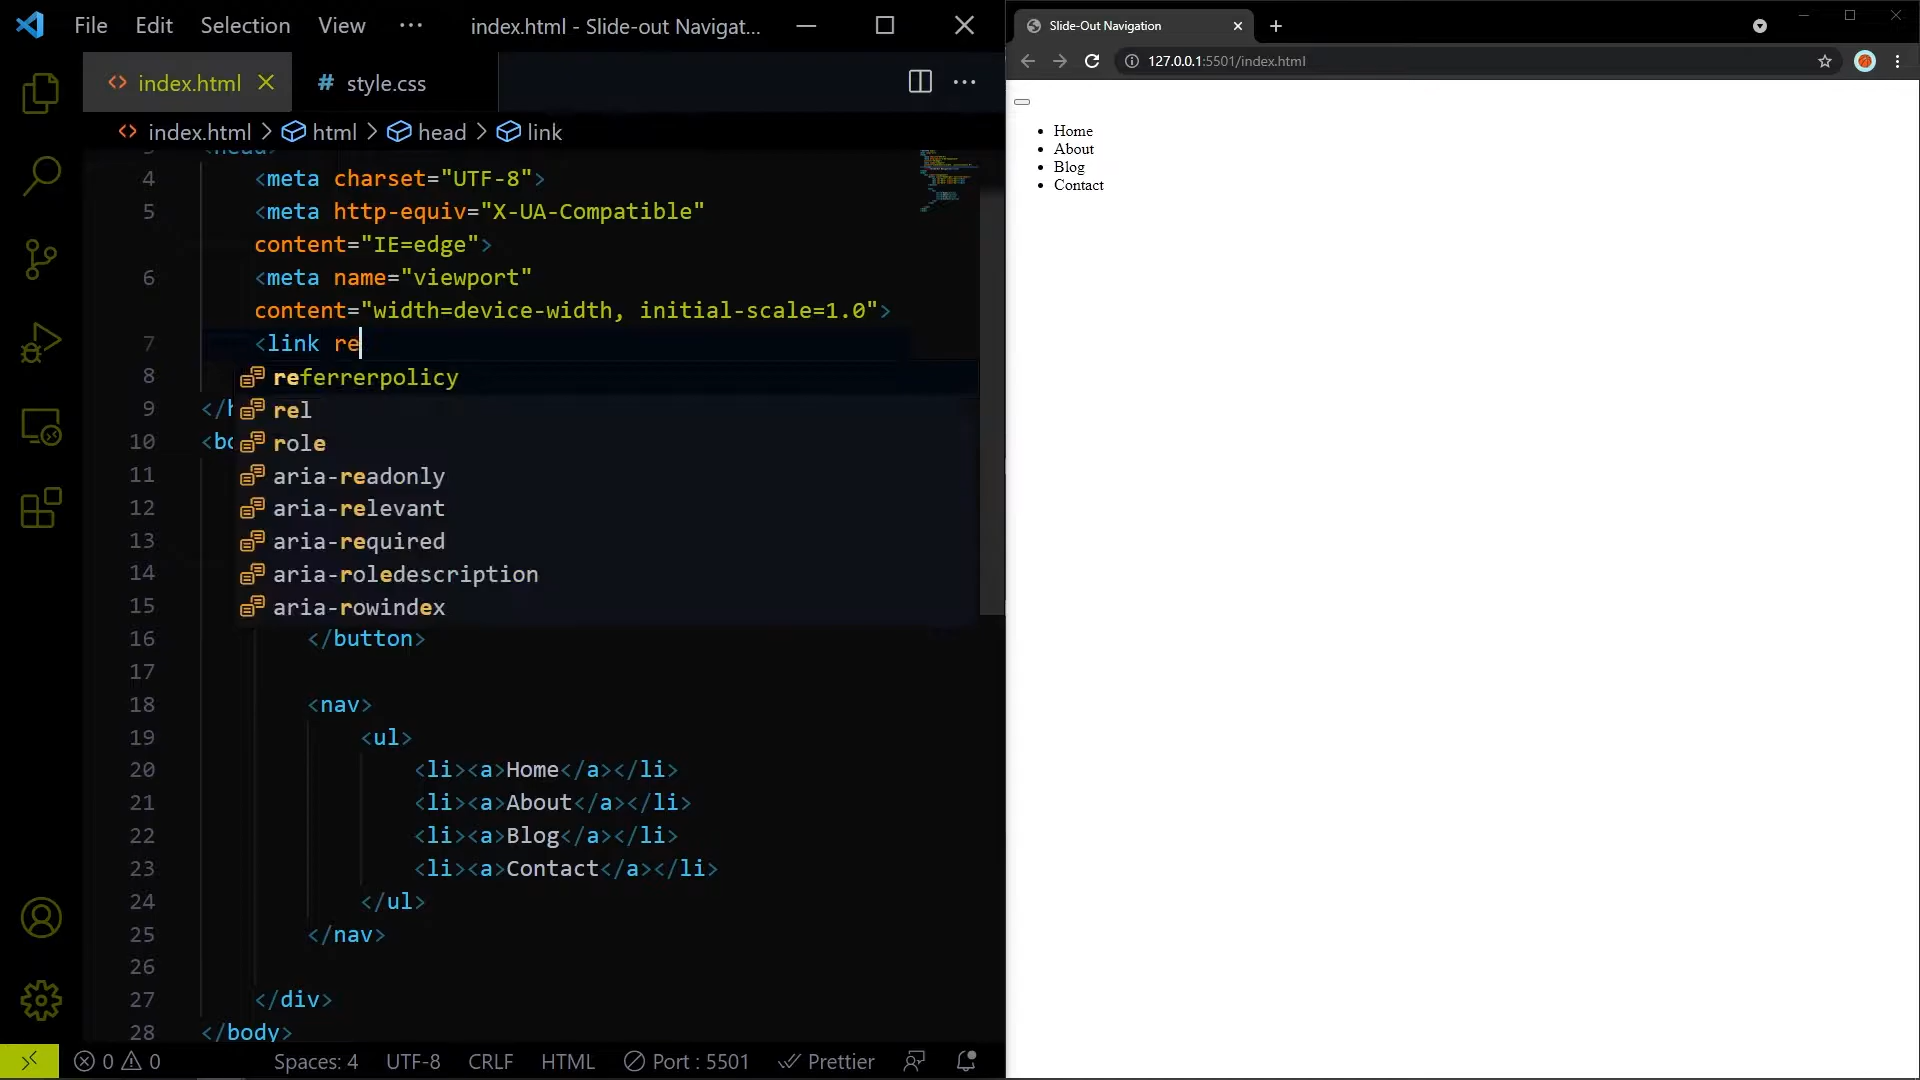 File Edit Selection View ··· index.html - Slide-out Navigat...
index.html style.css
index.html > html > head > link
4 <meta charset="UTF-8">
5 <meta http-equiv="X-UA-Compatible"
content="IE=edge">
6 <meta name="viewport"
content="width=device-width, initial-scale=1.0">
7 <link re
8 referrerpolicy
9 </h rel
10 <bo role
11 aria-readonly
12 aria-relevant
13 aria-required
14 aria-roledescription
15 aria-rowindex
16 </button>
17
18 <nav>
19 <ul>
20 <li><a>Home</a></li>
21 <li><a>About</a></li>
22 <li><a>Blog</a></li>
23 <li><a>Contact</a></li>
24 </ul>
25 </nav>
26
27 </div>
28 </body>
0 0 Spaces: 4 UTF-8 CRLF HTML Port : 5501 Prettier
Slide-Out Navigation
127.0.0.1:5501/index.html
• Home
• About
• Blog
• Contact